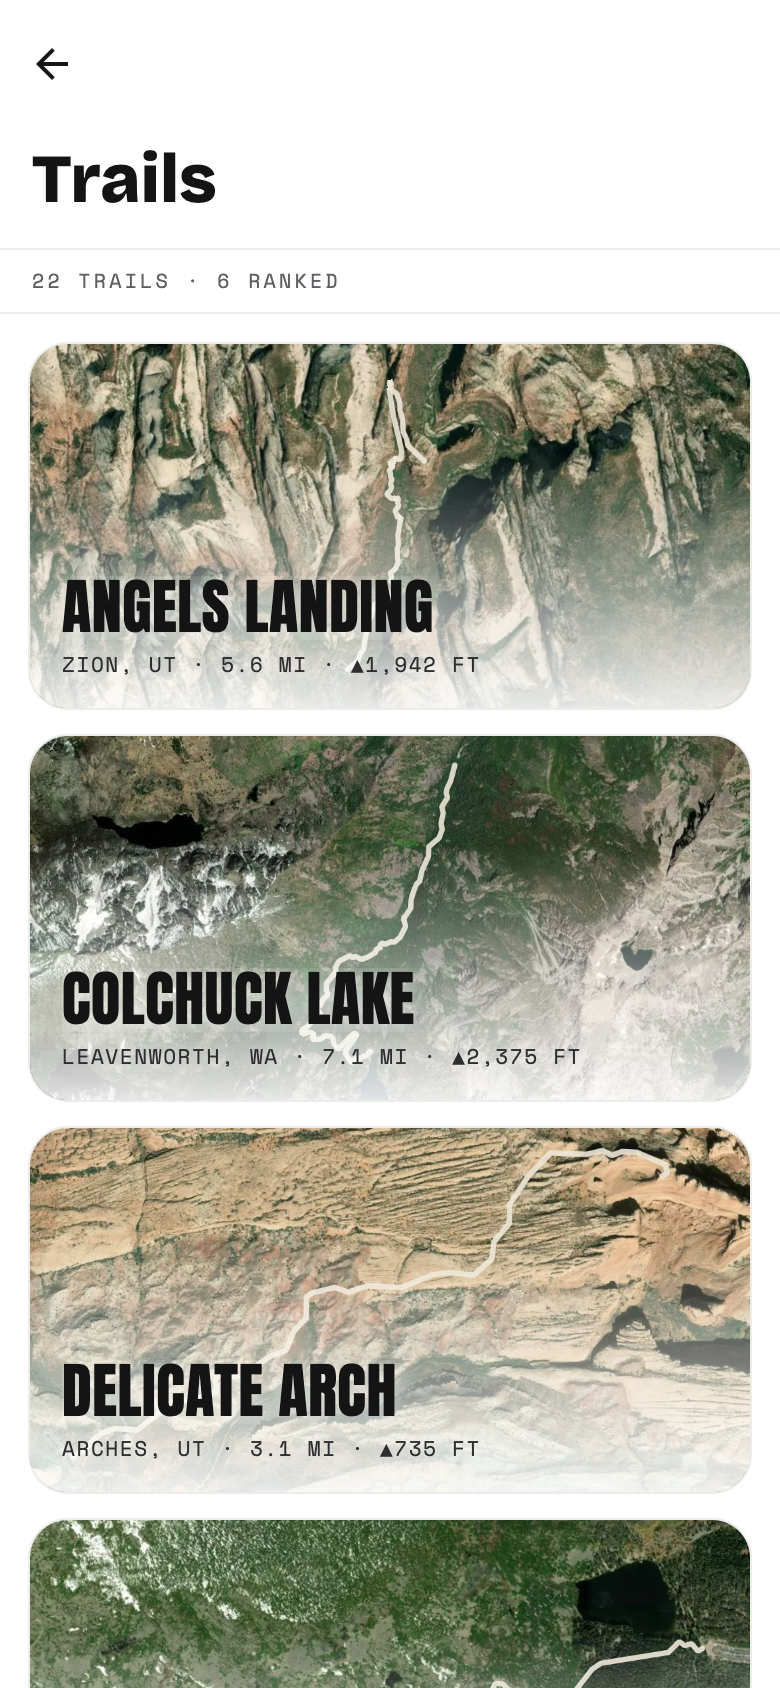 Trails
22 TRAILS · 6 RANKED
ANGELS LANDING
ZION, UT · 5.6 MI · ▲1,942 FT
COLCHUCK LAKE
LEAVENWORTH, WA · 7.1 MI · ▲2,375 FT
DELICATE ARCH
ARCHES, UT · 3.1 MI · ▲735 FT